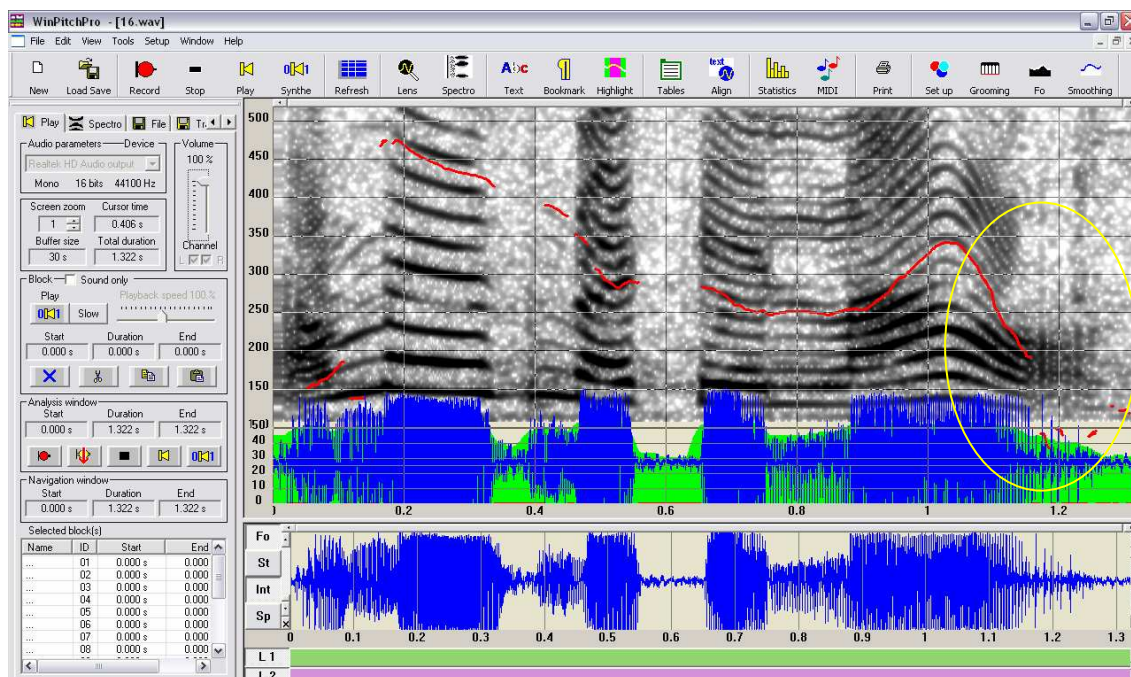 WinPitchPro - [16.wav]
File Edit View Tools Setup Window Help
New Load Save Record Stop Play Synthe Refresh Lens Spectro Text Bookmark Highlight Tables Align Statistics MIDI Print Set up Grooming Fo Smoothing
Play Spectro File
Audio parameters Device Volume
Realtek HD Audio output 100 %
Mono 16 bits 44100 Hz
Screen zoom Cursor time
1 0.406 s
Buffer size Total duration
30 s 1.322 s
Channel
L R
Block Sound only
Play Playback speed 100 %
Slow
Start Duration End
0.000 s 0.000 s 0.000 s
Analysis window
Start Duration End
0.000 s 1.322 s 1.322 s
Navigation window
Start Duration End
0.000 s 1.322 s 1.322 s
Selected block(s)
Name ID Start End
... 01 0.000 s 0.000
... 02 0.000 s 0.000
... 03 0.000 s 0.000
... 04 0.000 s 0.000
... 05 0.000 s 0.000
... 06 0.000 s 0.000
... 07 0.000 s 0.000
... 08 0.000 s 0.000
500
450
400
350
300
250
200
150
40
30
20
10
0
0.2 0.4 0.6 0.8 1 1.2
Fo
St
Int
Sp
0 0.1 0.2 0.3 0.4 0.5 0.6 0.7 0.8 0.9 1 1.1 1.2 1.3
L 1
L 2